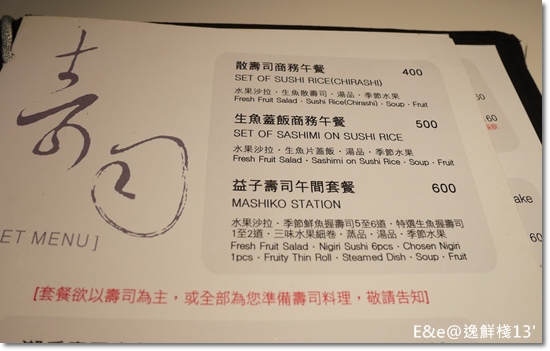 壽司
ET MENU]
散壽司商務午餐 400
SET OF SUSHI RICE(CHIRASHI)
水果沙拉．生魚散壽司．湯品．季節水果
Fresh Fruit Salad · Sushi Rice(Chirashi) · Soup · Fruit
生魚蓋飯商務午餐 500
SET OF SASHIMI ON SUSHI RICE
水果沙拉．生魚片蓋飯．湯品．季節水果
Fresh Fruit Salad · Sashimi on Sushi Rice · Soup · Fruit
益子壽司午間套餐 600
MASHIKO STATION
水果沙拉．季節鮮魚握壽司5至6道．特選生魚握壽司
1至2道．三味水果細卷．蒸品．湯品．季節水果
Fresh Fruit Salad · Nigiri Sushi 6pcs · Chosen Nigiri
1pcs · Fruity Thin Roll · Steamed Dish · Soup · Fruit
[套餐欲以壽司為主，或全部為您準備壽司料理，敬請告知]
60
60
ake
60
E&e@逸鮮棧13'